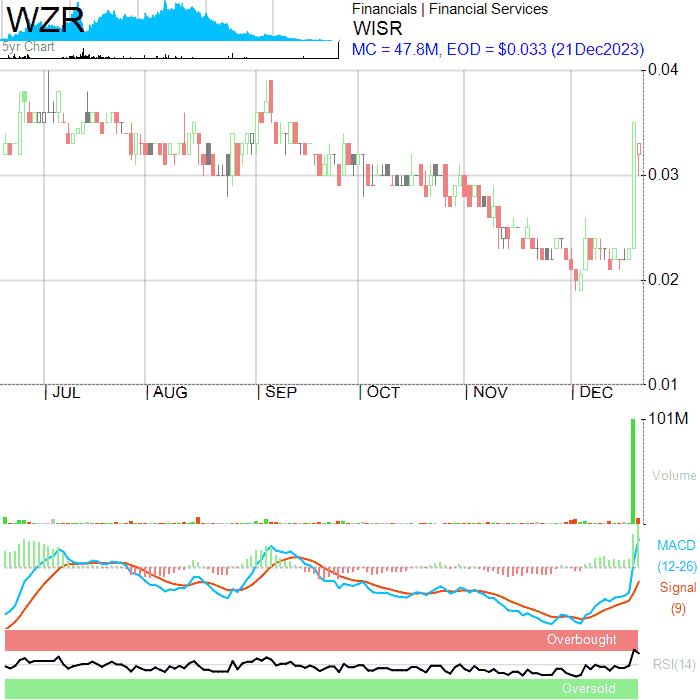 WZR
5yr Chart
Financials | Financial Services
WISR
MC = 47.8M, EOD = $0.033 (21Dec2023)
0.04
0.03
0.02
0.01
| JUL | AUG | SEP | OCT | NOV | DEC
101M
Volume
MACD
(12-26)
Signal
(9)
Overbought
RSI(14)
Oversold